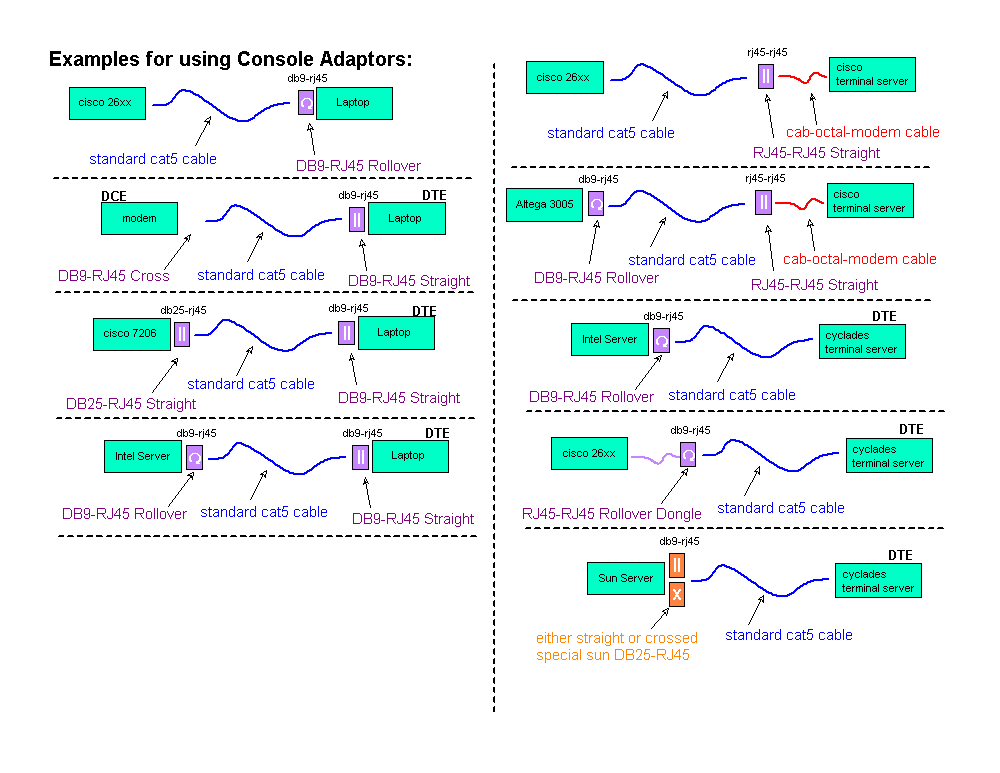 Examples for using Console Adaptors:
db9-rj45
cisco 26xx
Laptop
standard cat5 cable
DB9-RJ45 Rollover
DCE
db9-rj45
DTE
modem
Laptop
DB9-RJ45 Cross
standard cat5 cable
DB9-RJ45 Straight
db25-rj45
db9-rj45
DTE
cisco 7206
Laptop
standard cat5 cable
DB25-RJ45 Straight
DB9-RJ45 Straight
db9-rj45
db9-rj45
DTE
Intel Server
Laptop
DB9-RJ45 Rollover
standard cat5 cable
DB9-RJ45 Straight
rj45-rj45
cisco 26xx
cisco
terminal server
standard cat5 cable
cab-octal-modem cable
RJ45-RJ45 Straight
db9-rj45
rj45-rj45
Altega 3005
cisco
terminal server
standard cat5 cable
cab-octal-modem cable
DB9-RJ45 Rollover
RJ45-RJ45 Straight
db9-rj45
DTE
Intel Server
cyclades
terminal server
DB9-RJ45 Rollover
standard cat5 cable
db9-rj45
DTE
cisco 26xx
cyclades
terminal server
RJ45-RJ45 Rollover Dongle
standard cat5 cable
db9-rj45
DTE
Sun Server
X
cyclades
terminal server
either straight or crossed
special sun DB25-RJ45
standard cat5 cable